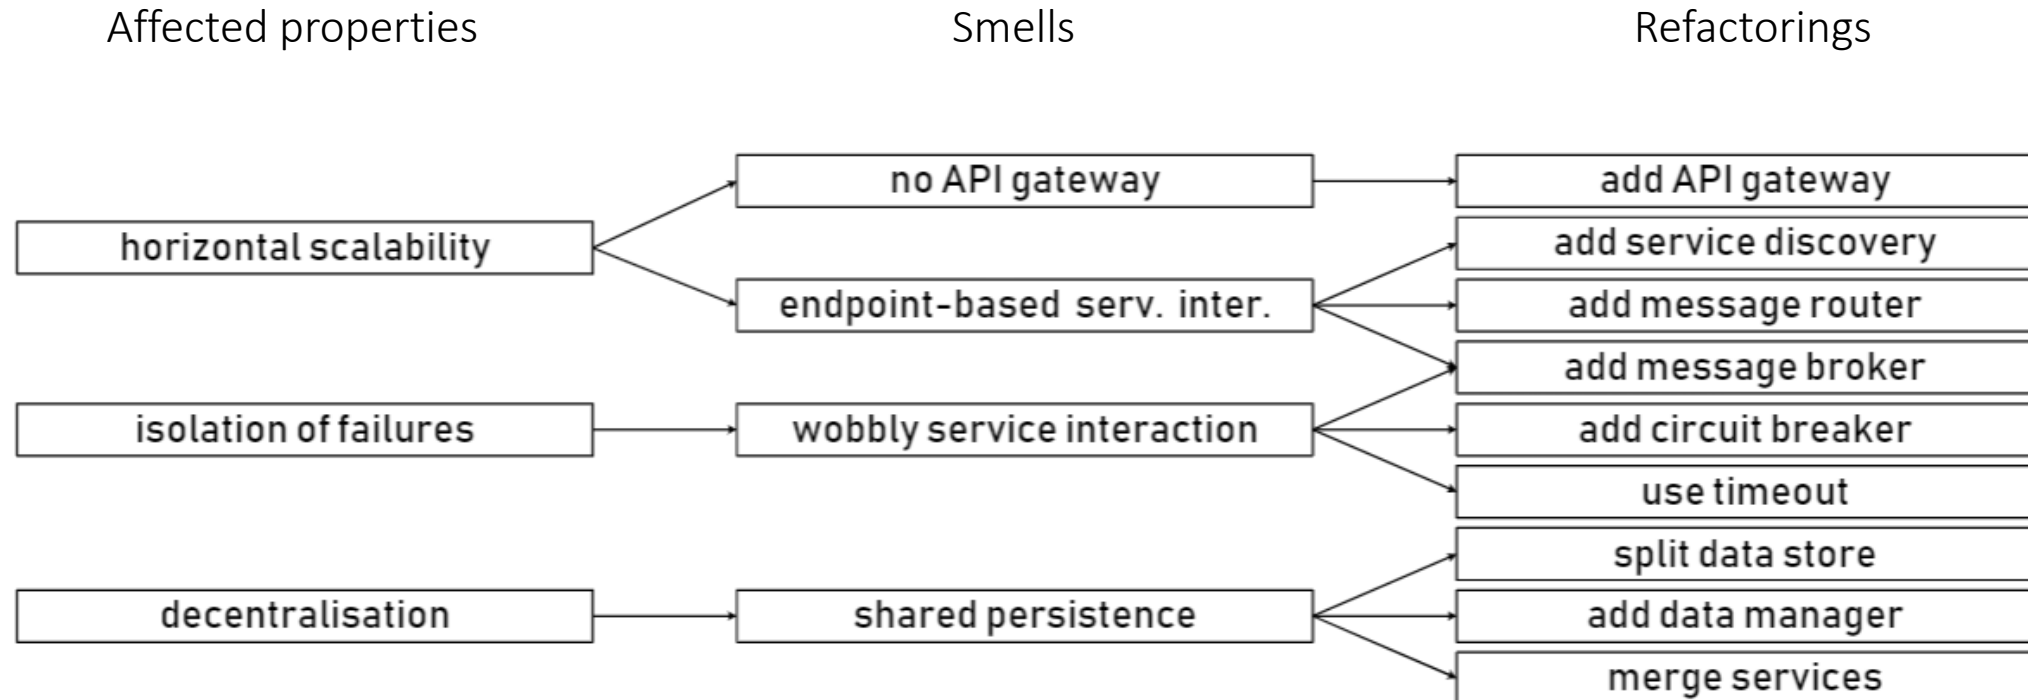 Affected properties
Smells
Refactorings
no API gateway
add API gateway
horizontal scalability
add service discovery
endpoint-based serv. inter.
add message router
add message broker
isolation of failures
wobbly service interaction
add circuit breaker
use timeout
split data store
decentralisation
shared persistence
add data manager
merge services